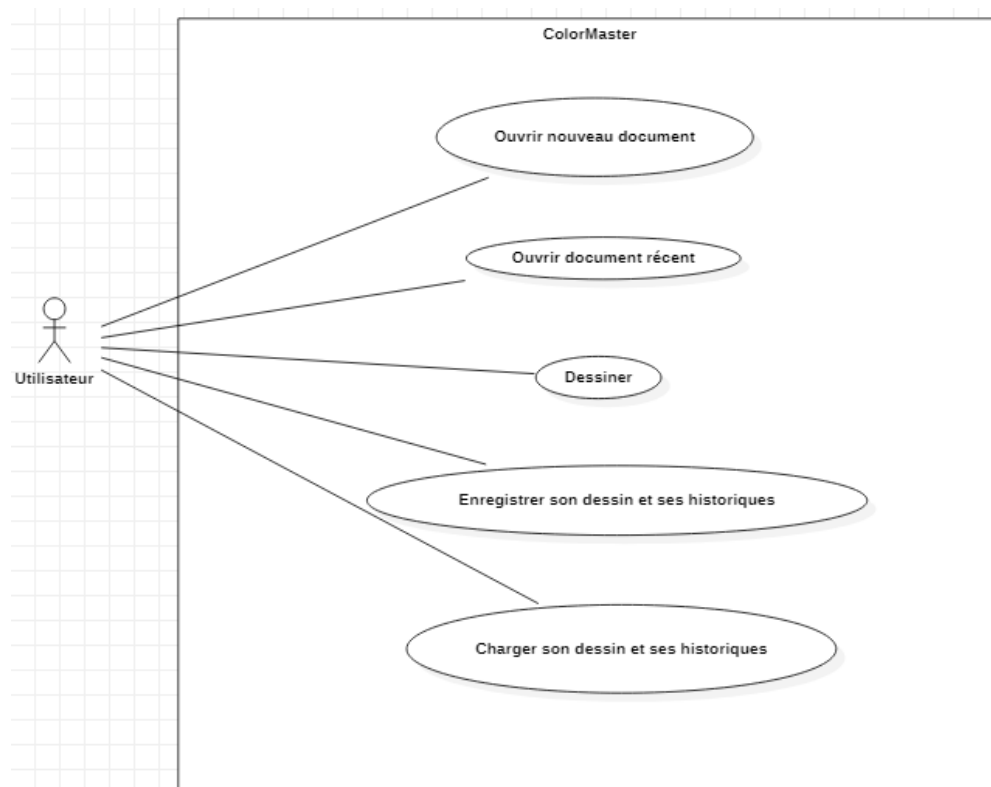 ColorMaster
Ouvrir nouveau document
Ouvrir document récent
Utilisateur
Dessiner
Enregistrer son dessin et ses historiques
Charger son dessin et ses historiques